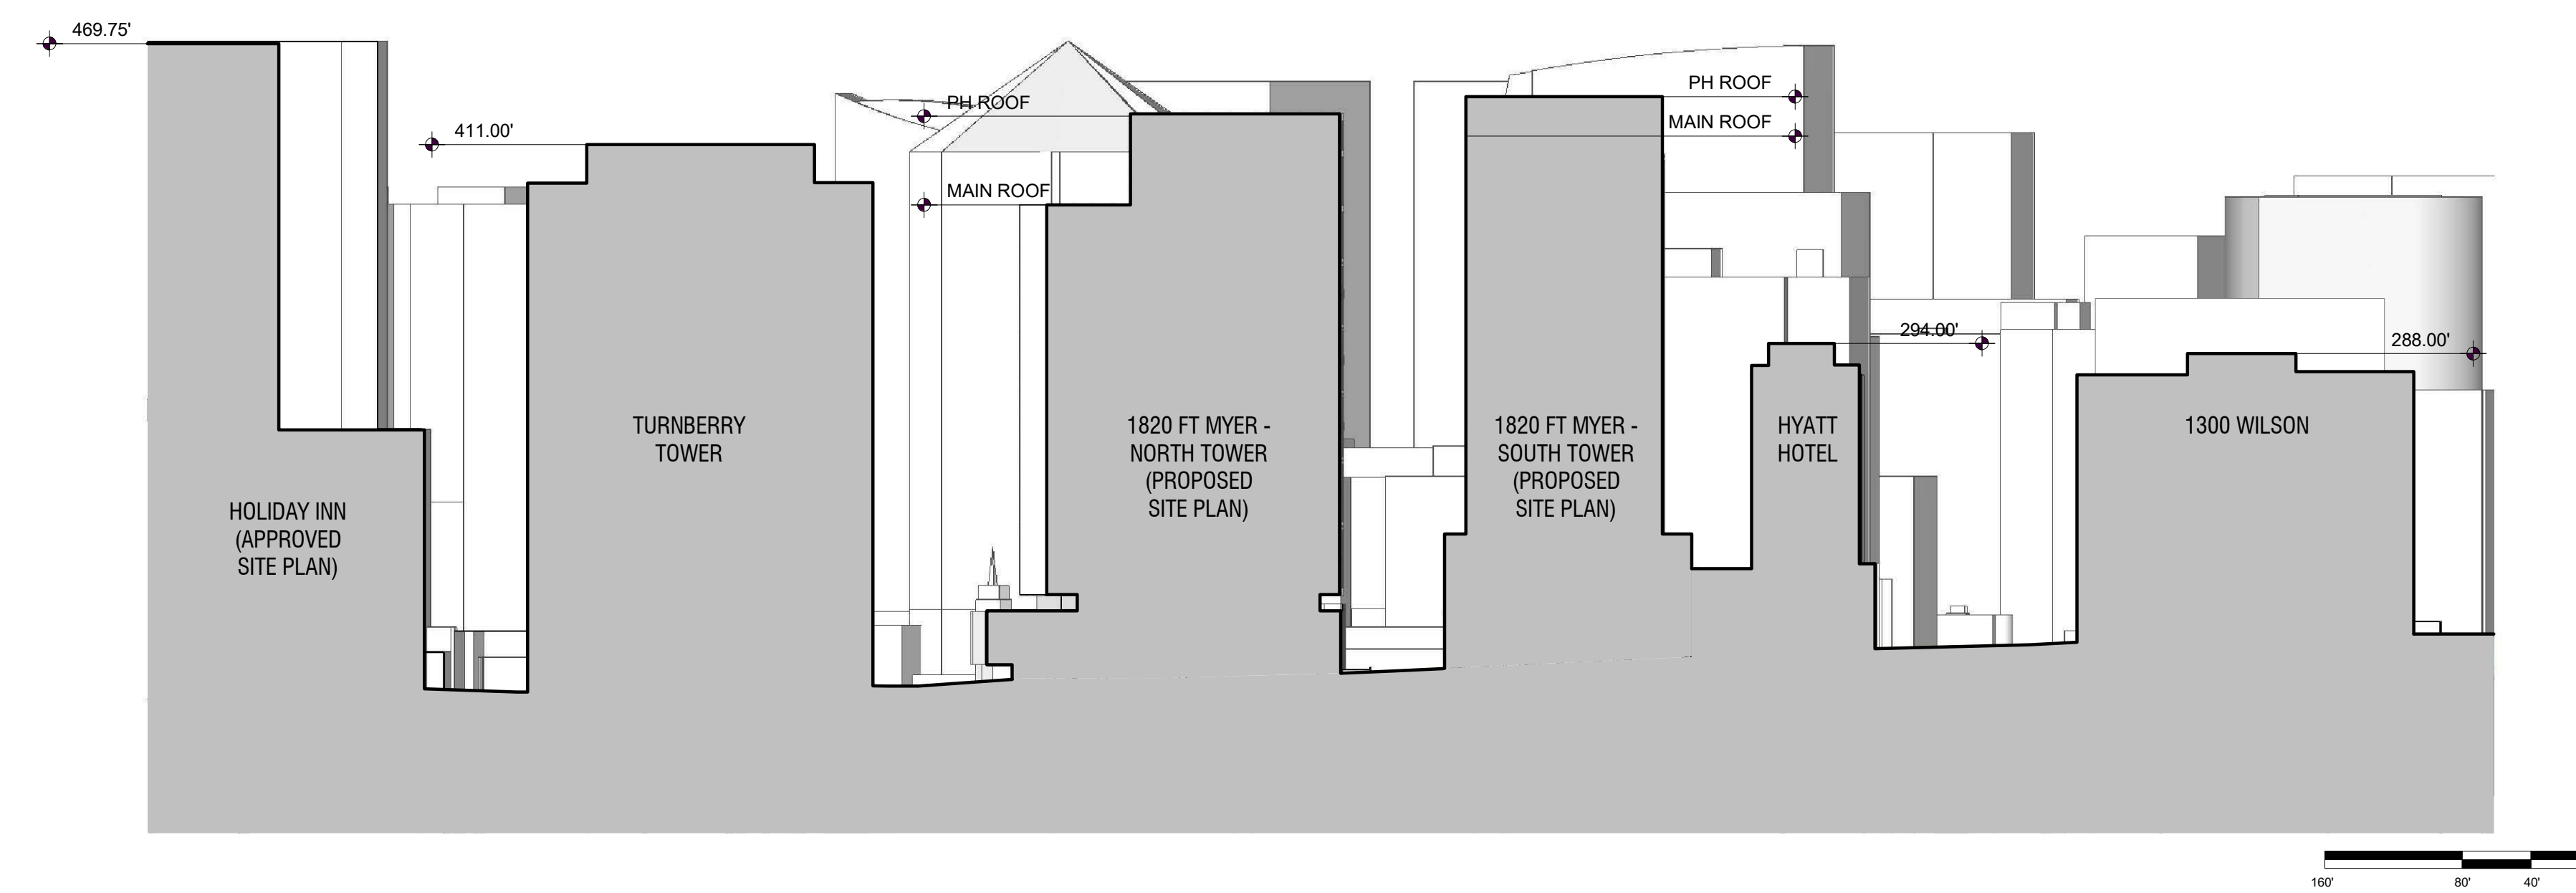 469.75'
411.00'
PH ROOF
MAIN ROOF
PH ROOF
MAIN ROOF
294.00'
288.00'
HOLIDAY INN
(APPROVED
SITE PLAN)
TURNBERRY
TOWER
1820 FT MYER -
NORTH TOWER
(PROPOSED
SITE PLAN)
1820 FT MYER -
SOUTH TOWER
(PROPOSED
SITE PLAN)
HYATT
HOTEL
1300 WILSON
160' 80' 40'